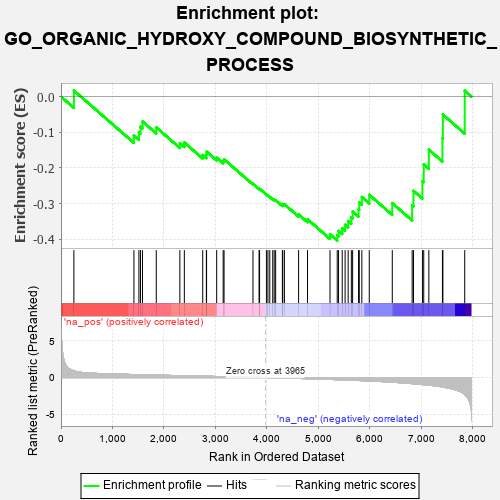 Enrichment plot:
GO_ORGANIC_HYDROXY_COMPOUND_BIOSYNTHETIC_
PROCESS
Enrichment score (ES)
0.0
-0.1
-0.2
-0.3
-0.4
'na_pos' (positively correlated)
Ranked list metric (PreRanked)
5
0
-5
Zero cross at 3965
'na_neg' (negatively correlated)
0
1,000
2,000
3,000
4,000
5,000
6,000
7,000
8,000
Rank in Ordered Dataset
Enrichment profile
Hits
Ranking metric scores